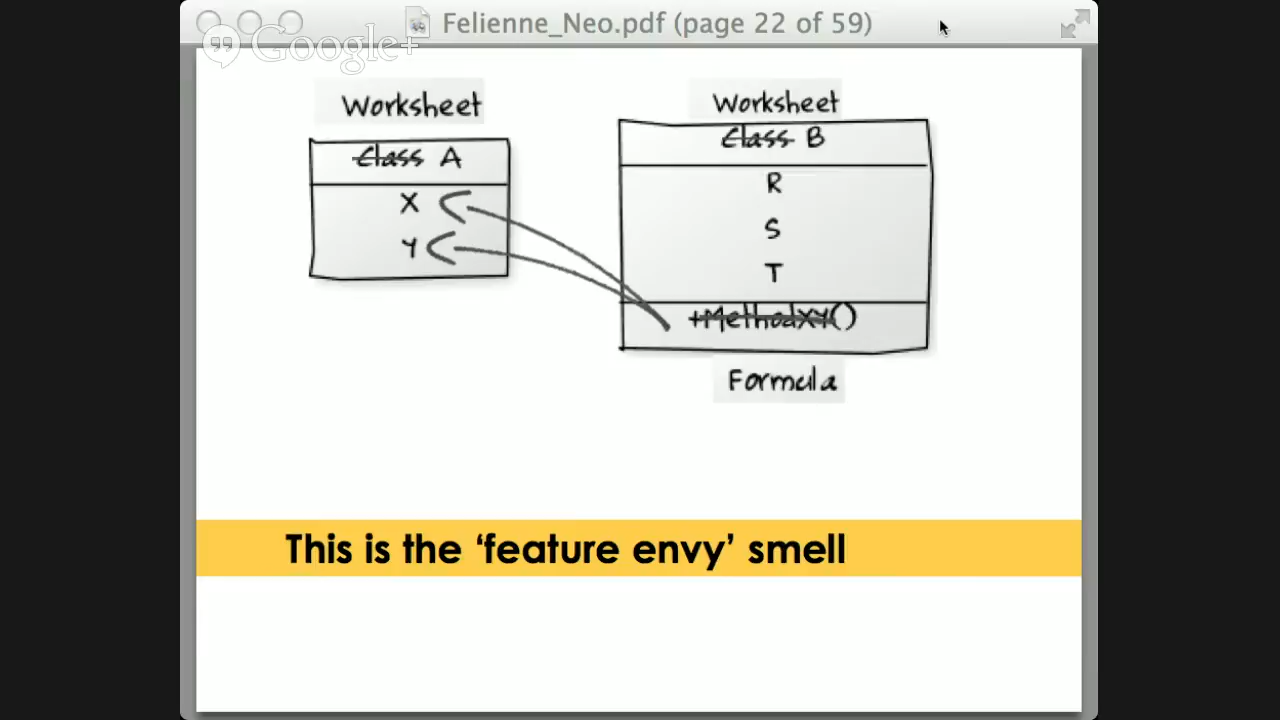 Felienne_Neo.pdf (page 22 of 59)
Google+
Worksheet
Class A
X
Y
Worksheet
Class B
R
S
T
+MethodXY()
Formula
This is the ‘feature envy’ smell